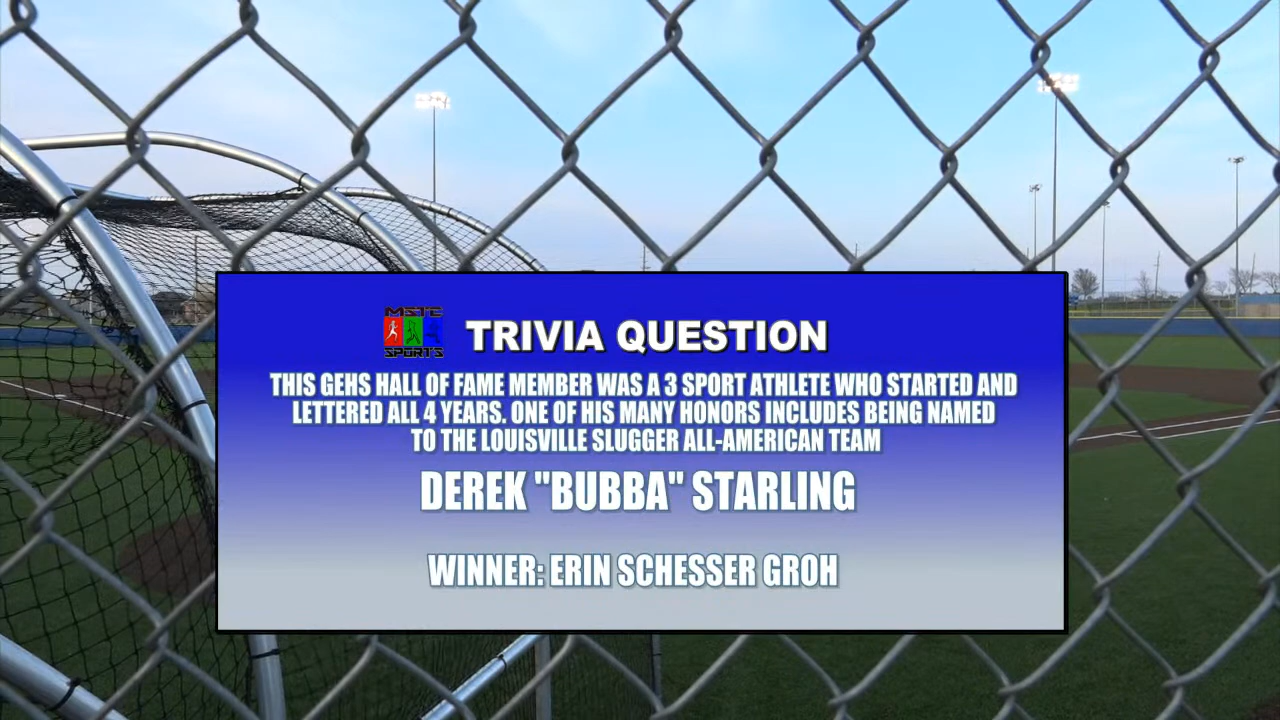 MSTC
SPORTS
TRIVIA QUESTION
THIS GEHS HALL OF FAME MEMBER WAS A 3 SPORT ATHLETE WHO STARTED AND
LETTERED ALL 4 YEARS. ONE OF HIS MANY HONORS INCLUDES BEING NAMED
TO THE LOUISVILLE SLUGGER ALL-AMERICAN TEAM
DEREK "BUBBA" STARLING
WINNER: ERIN SCHESSER GROH